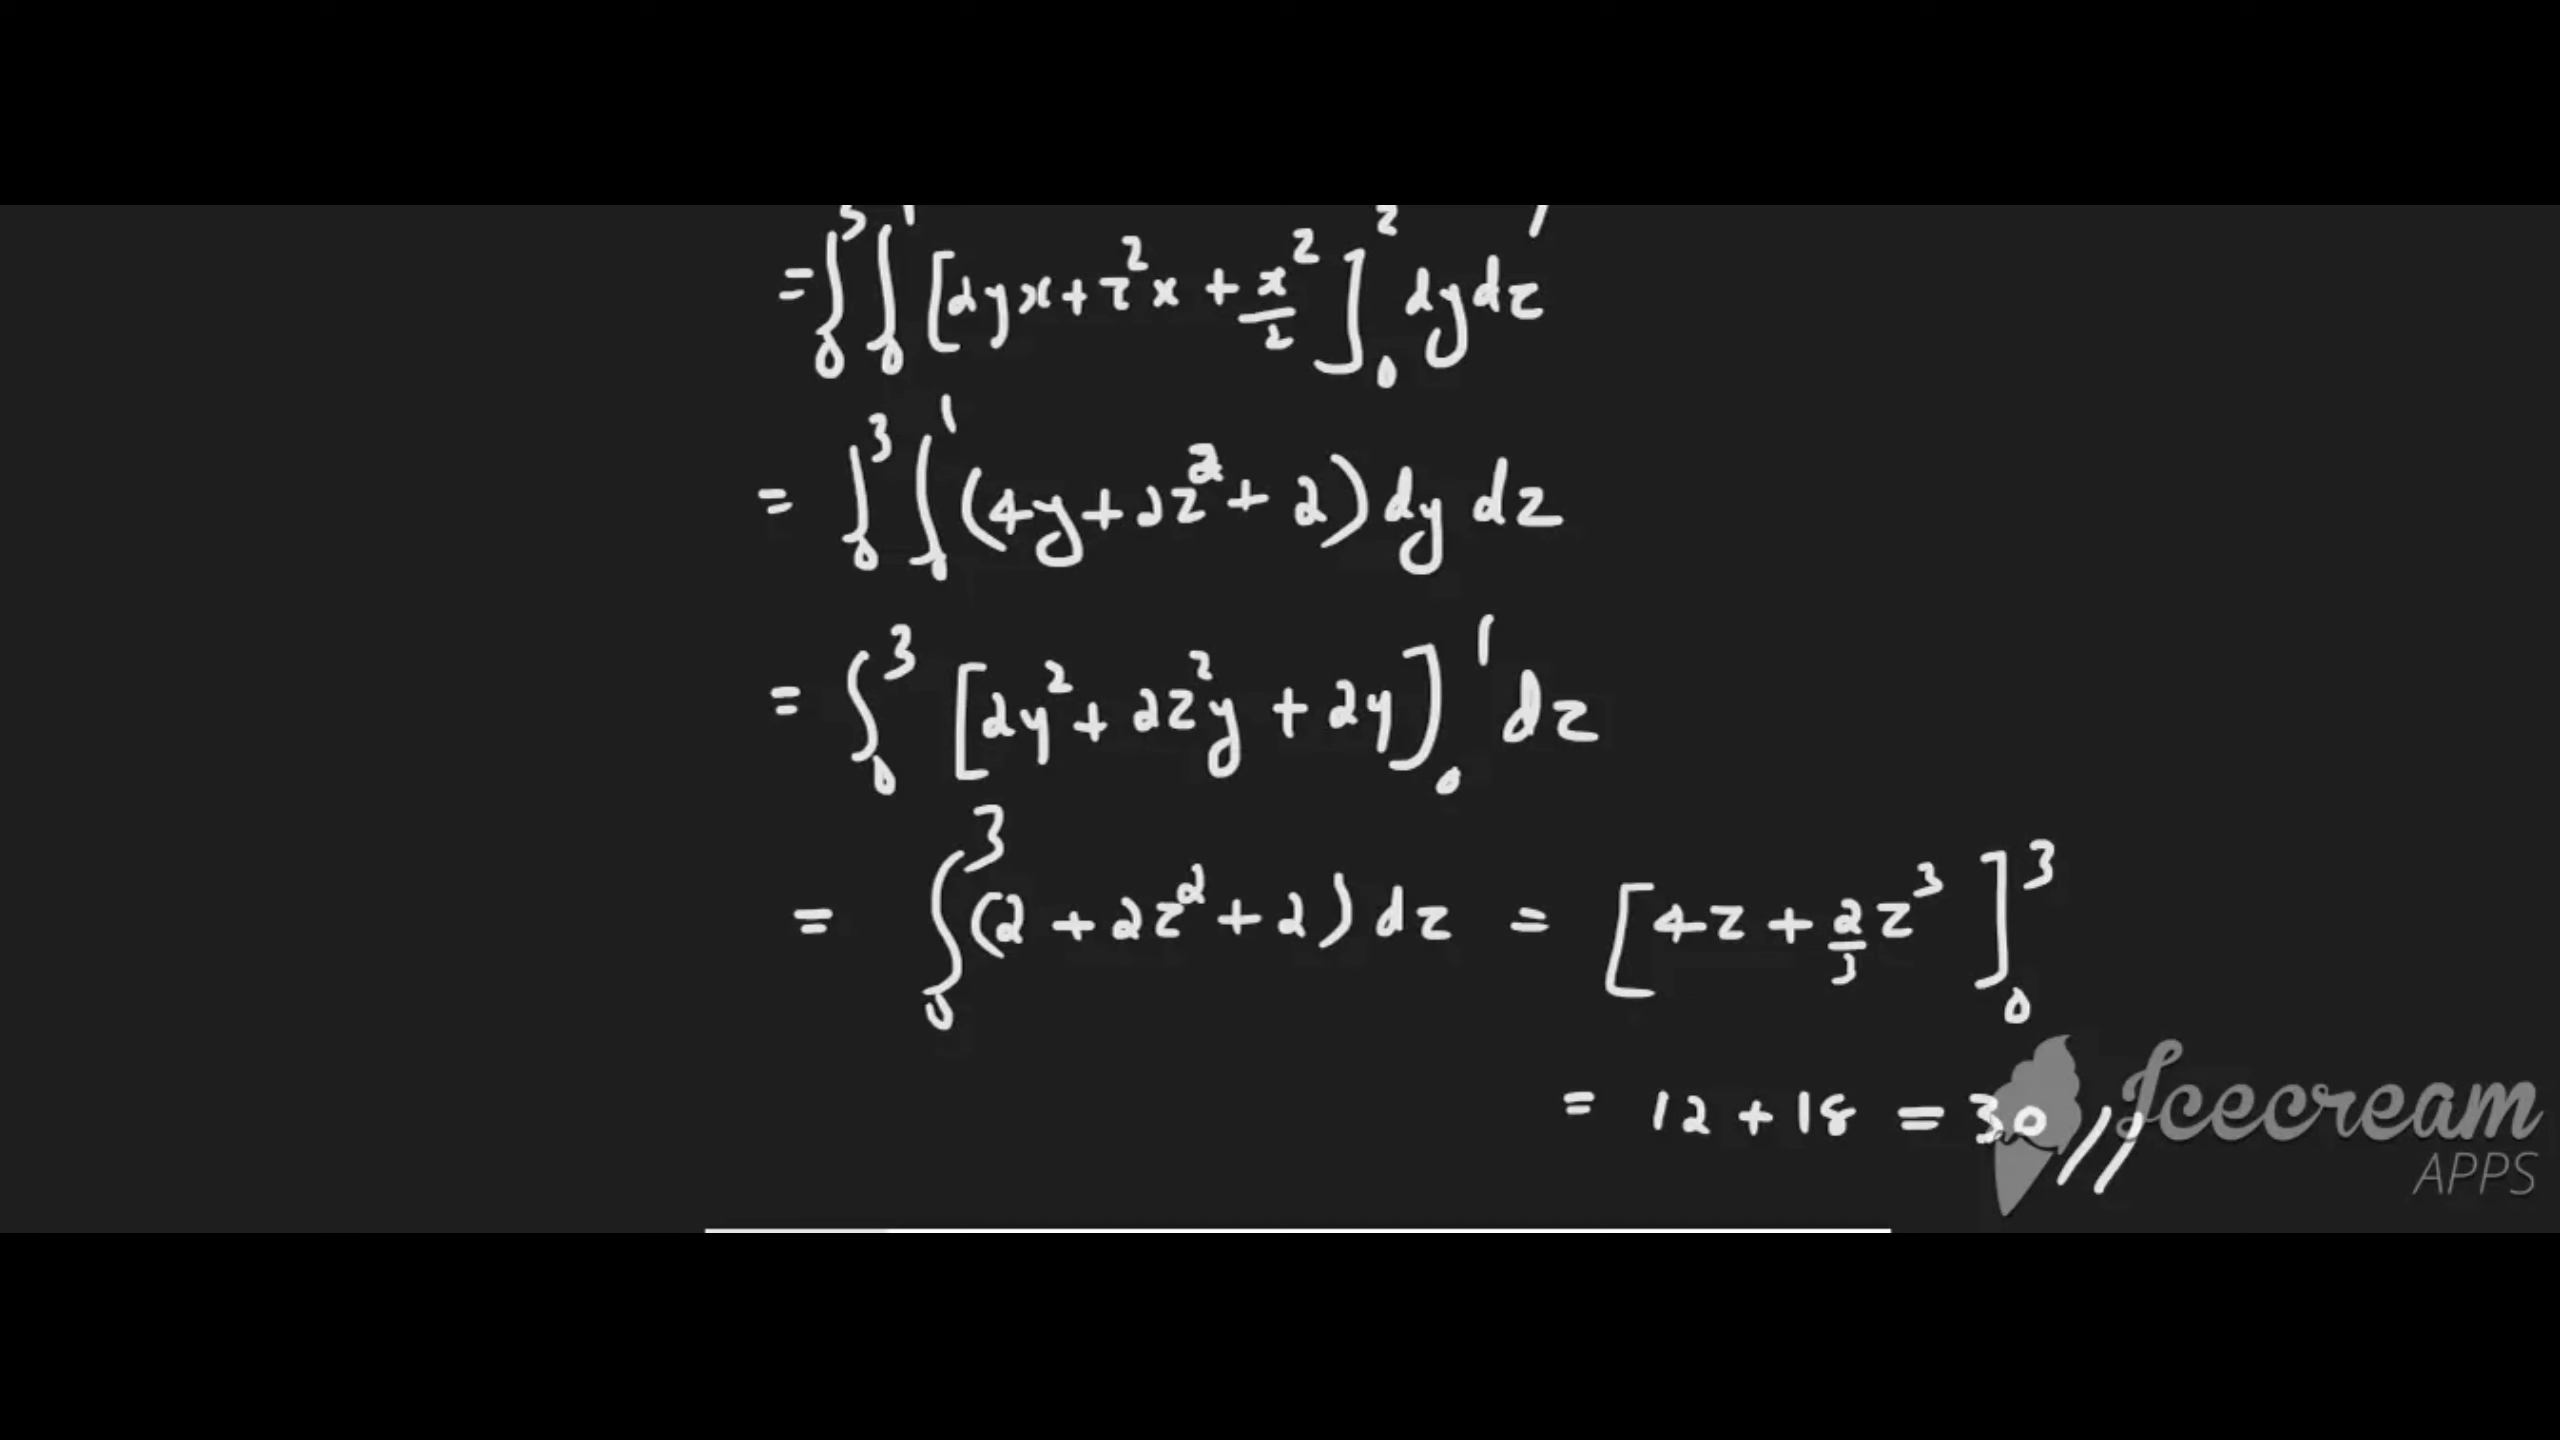 = ∫₀³ ∫₀¹ [2yx + z²x + x²/2]₀² dy dz
= ∫₀³ ∫₀¹ (4y + 2z² + 2) dy dz
= ∫₀³ [2y² + 2z²y + 2y]₀¹ dz
= ∫₀³ (2 + 2z² + 2) dz = [4z + 2/3 z³]₀³
= 12 + 18 = 30 //
Icecream
APPS